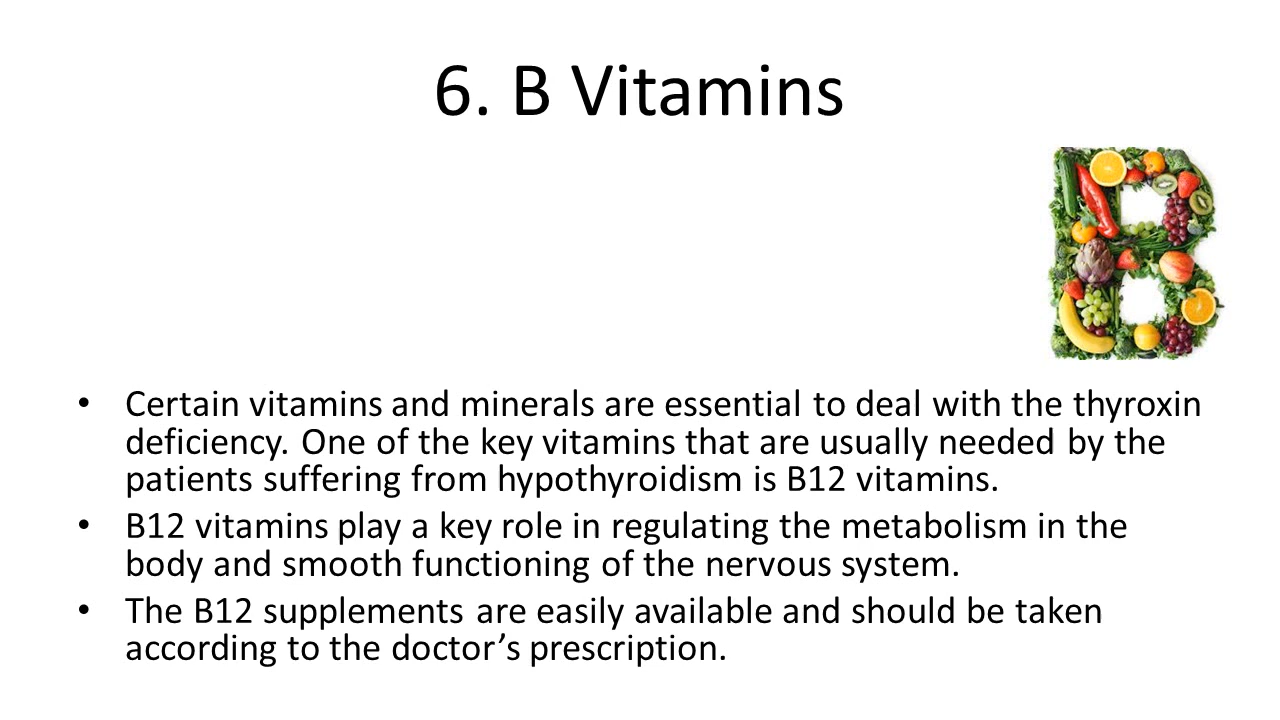 6. B Vitamins
• Certain vitamins and minerals are essential to deal with the thyroxin
deficiency. One of the key vitamins that are usually needed by the
patients suffering from hypothyroidism is B12 vitamins.
• B12 vitamins play a key role in regulating the metabolism in the
body and smooth functioning of the nervous system.
• The B12 supplements are easily available and should be taken
according to the doctor’s prescription.